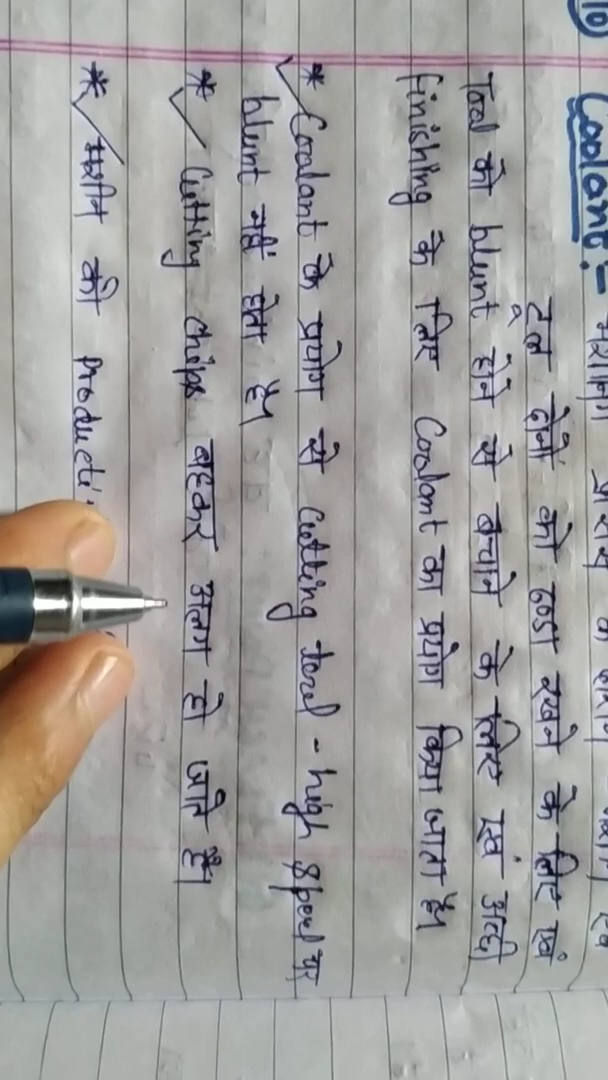 10
Coolant :-
टूल दोनों को ठण्डा रखने के लिए एवं
Tool को blunt होने से बचाने के लिए एवं अच्छी
finishing के लिए Coolant का प्रयोग किया जाता है।
* Coolant के प्रयोग से Cutting tool - high speed पर
blunt नहीं होता है।
* Cutting chips बहकर अलग हो जाते है।
* मशीन की Producti